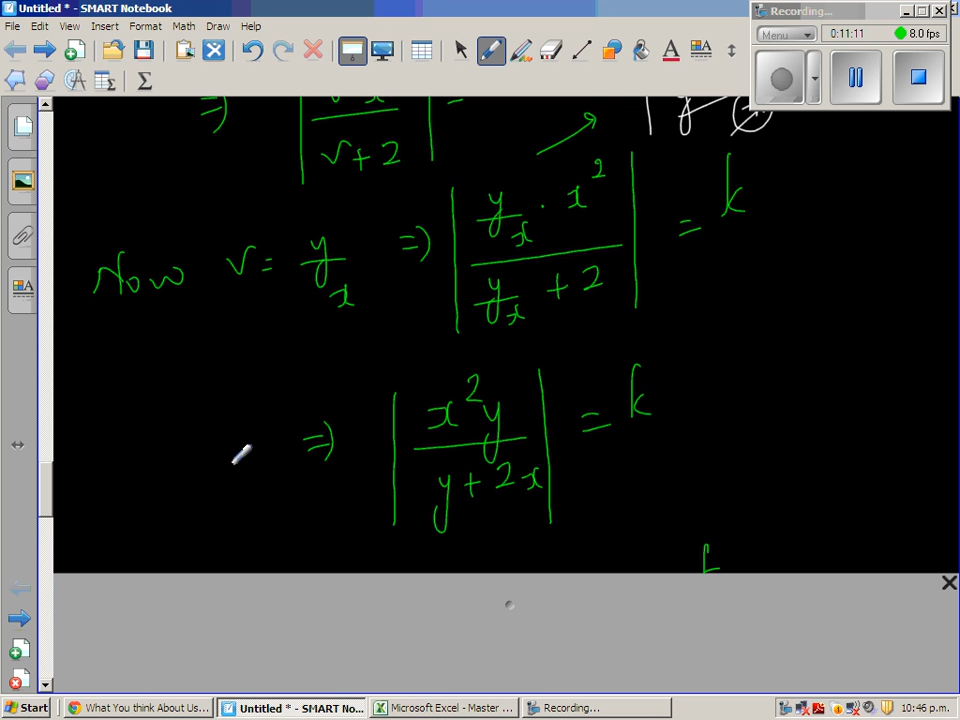 Untitled * - SMART Notebook
File Edit View Insert Format Math Draw Help
Recording...
Menu 0:11:11 8.0 fps
⇒ | / v + 2 | =
Now v = y/x ⇒ | (y/x · x²) / (y/x + 2) | = k
⇒ | x²y / (y + 2x) | = k
Start What You think About Us... Untitled * - SMART No... Microsoft Excel - Master ... Recording... 10:46 p.m.